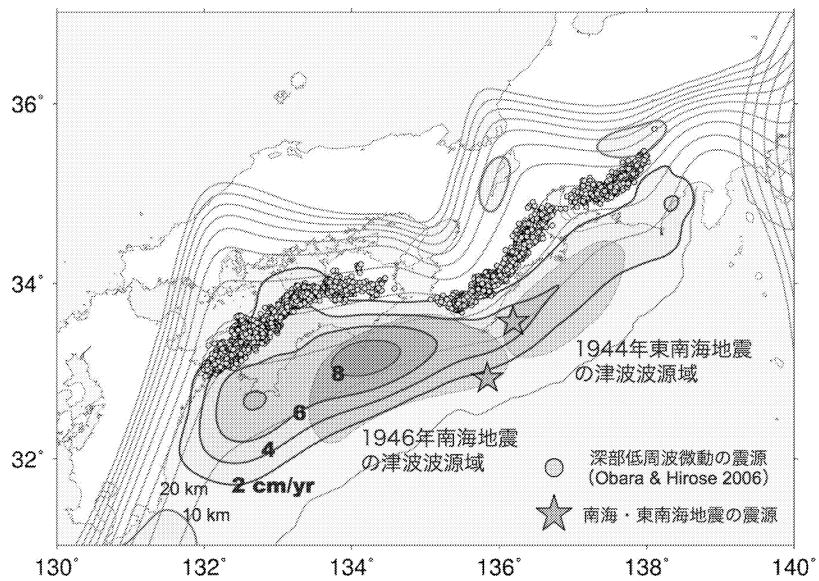 36°
34°
32°
130°
132°
134°
136°
138°
140°
8
6
4
2 cm/yr
20 km
10 km
1944年東南海地震
の津波波源域
1946年南海地震
の津波波源域
深部低周波微動の震源
（Obara & Hirose 2006）
南海・東南海地震の震源